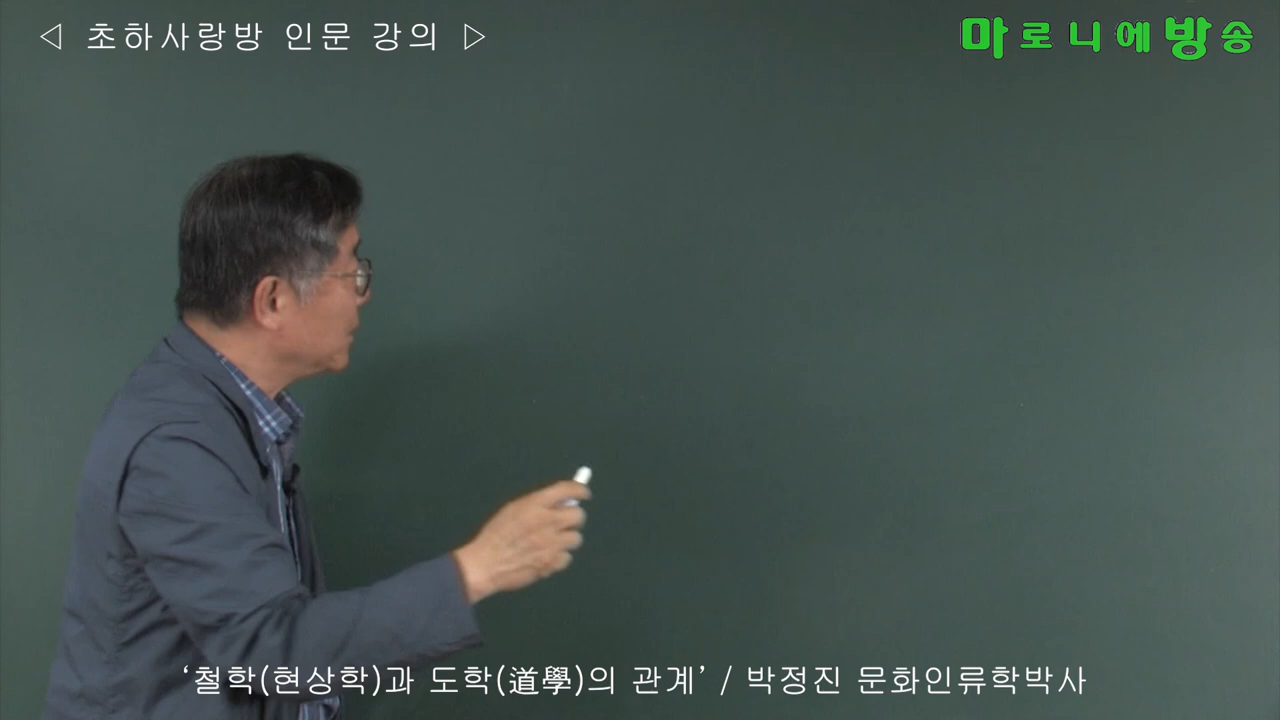 ◁ 초하사랑방 인문 강의 ▷
마로니에방송
‘철학(현상학)과 도학(道學)의 관계’ / 박정진 문화인류학박사